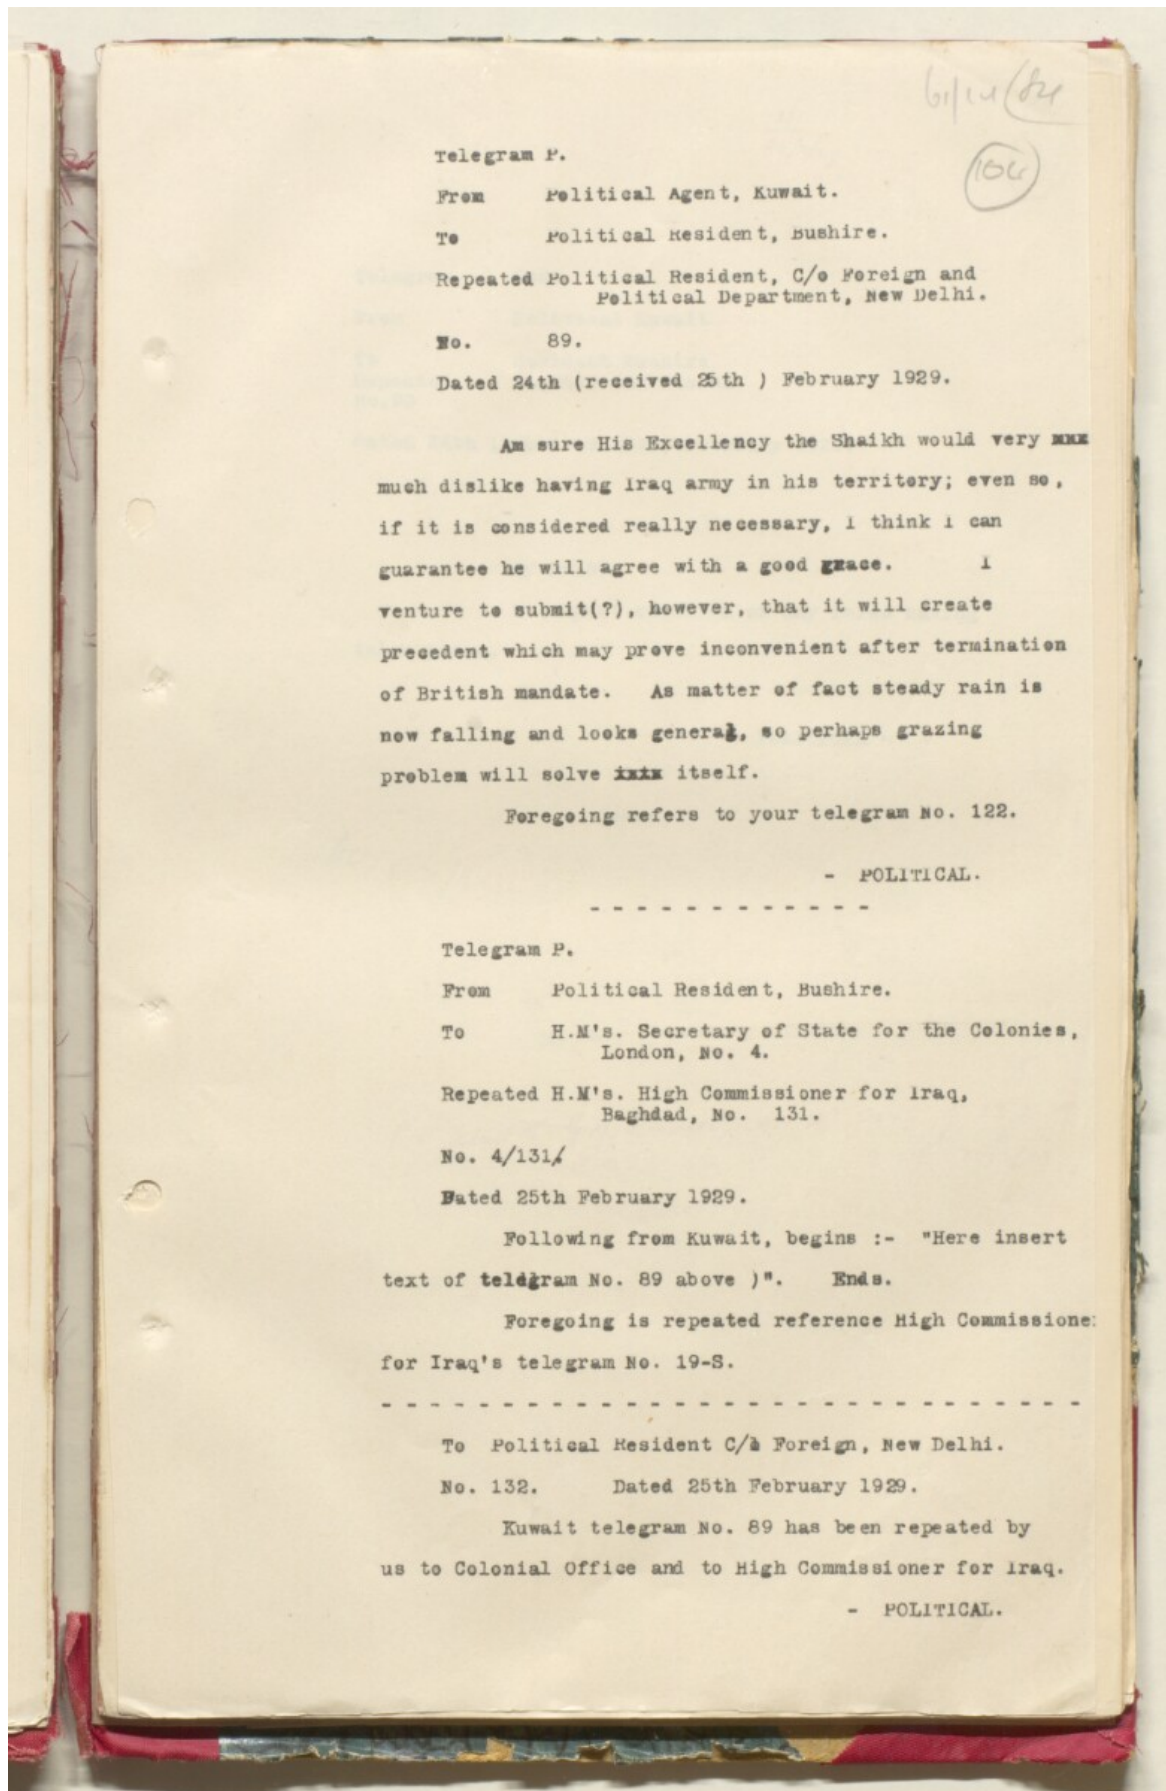 104
Telegram P.
From Political Agent, Kuwait.
To Political Resident, Bushire.
Repeated Political Resident, C/o Foreign and
Political Department, New Delhi.
No. 89.
Dated 24th (received 25th ) February 1929.
Am sure His Excellency the Shaikh would very
much dislike having Iraq army in his territory; even so,
if it is considered really necessary, I think I can
guarantee he will agree with a good grace. I
venture to submit(?), however, that it will create
precedent which may prove inconvenient after termination
of British mandate. As matter of fact steady rain is
now falling and looks general, so perhaps grazing
problem will solve itself.
Foregoing refers to your telegram No. 122.
- POLITICAL.
- - - - - - - - - - - -
Telegram P.
From Political Resident, Bushire.
To H.M's. Secretary of State for the Colonies,
London, No. 4.
Repeated H.M's. High Commissioner for Iraq,
Baghdad, No. 131.
No. 4/131
Dated 25th February 1929.
Following from Kuwait, begins :- "Here insert
text of telegram No. 89 above )". Ends.
Foregoing is repeated reference High Commissioner
for Iraq's telegram No. 19-S.
- - - - - - - - - - - - - - - - - - - - - - - - - - - - -
To Political Resident C/o Foreign, New Delhi.
No. 132. Dated 25th February 1929.
Kuwait telegram No. 89 has been repeated by
us to Colonial Office and to High Commissioner for Iraq.
- POLITICAL.